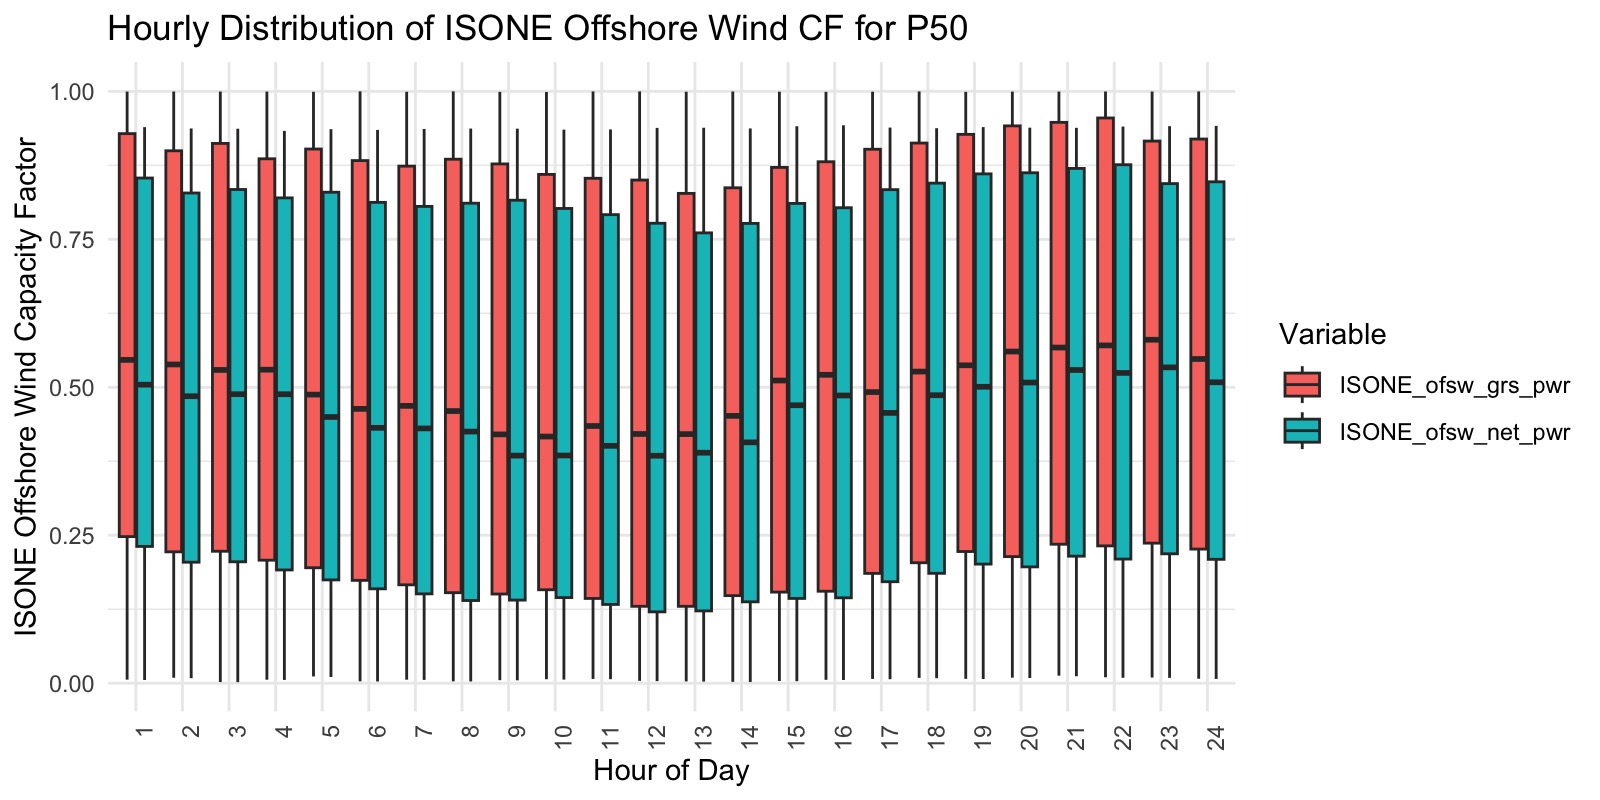 Hourly Distribution of ISONE Offshore Wind CF for P50
ISONE Offshore Wind Capacity Factor
1.00
0.75
0.50
0.25
0.00
1 2 3 4 5 6 7 8 9 10 11 12 13 14 15 16 17 18 19 20 21 22 23 24
Hour of Day
Variable
ISONE_ofsw_grs_pwr
ISONE_ofsw_net_pwr